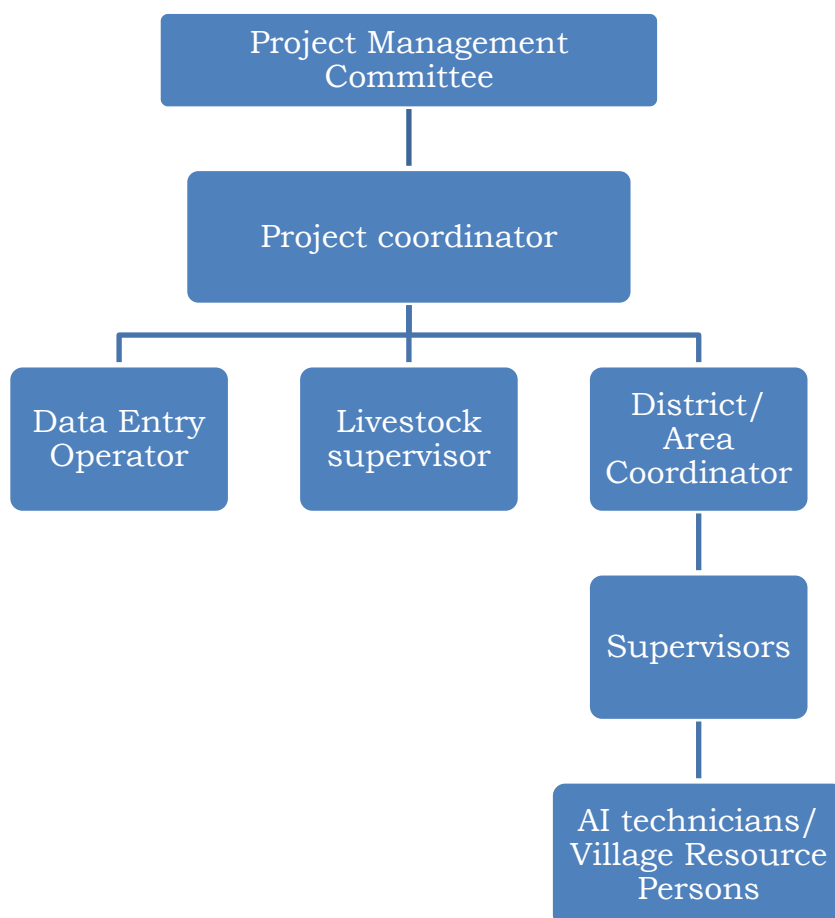 Project Management
Committee
Project coordinator
Data Entry
Operator
Livestock
supervisor
District/
Area
Coordinator
Supervisors
AI technicians/
Village Resource
Persons